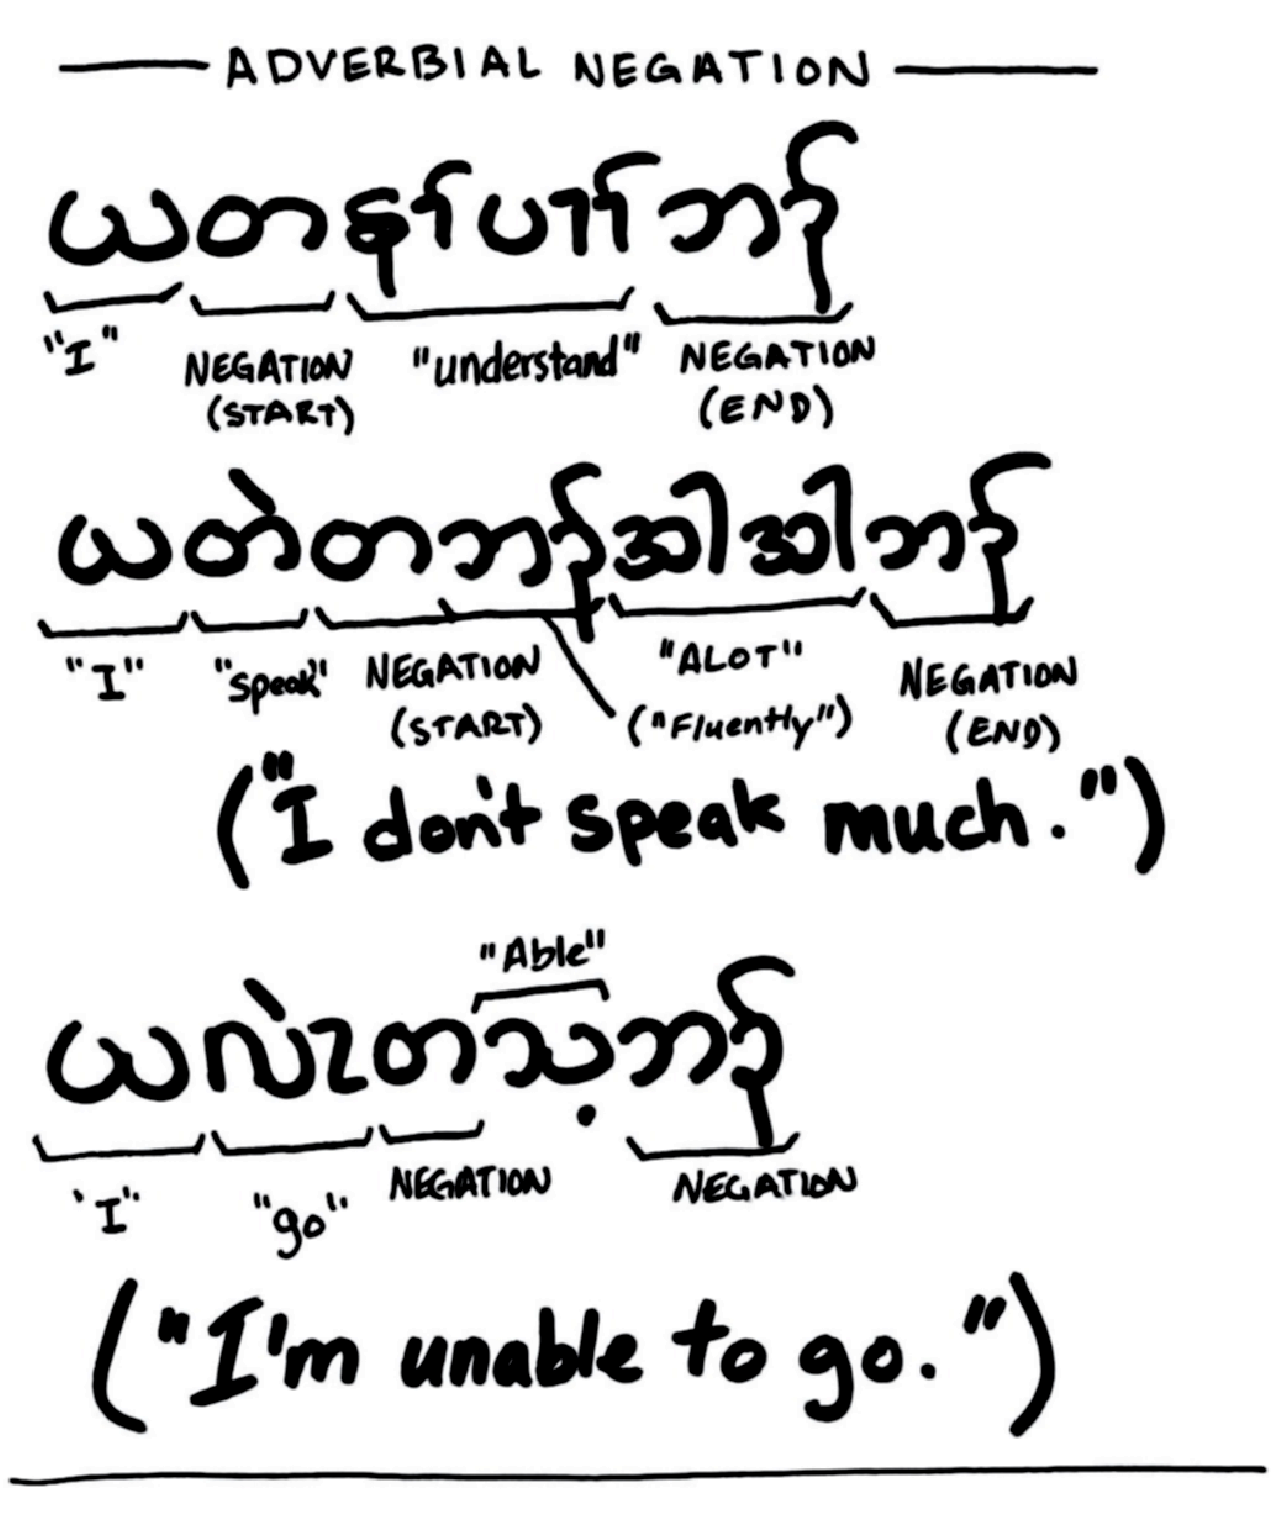 ADVERBIAL NEGATION
ယတနၢ်ပၢၢ်ဘၣ်
"I" NEGATION (START) "understand" NEGATION (END)
ယတဲတဘၣ်အါအါဘၣ်
"I" "speak" NEGATION (START) ("Fluently") "ALOT" NEGATION (END)
("I don't speak much.")
"Able"
ယလဲၤတသ့ဘၣ်
'I" "go" NEGATION NEGATION
("I'm unable to go.")